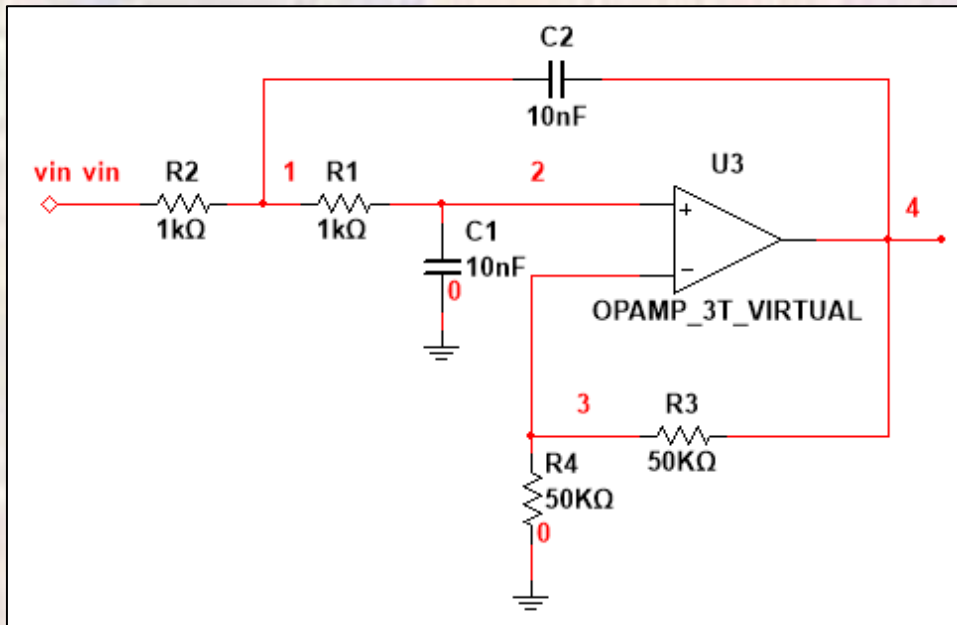 C2
10nF
vin vin
R2
1
R1
2
U3
1kΩ
1kΩ
C1
10nF
0
+
−
4
OPAMP_3T_VIRTUAL
3
R3
50KΩ
R4
50KΩ
0